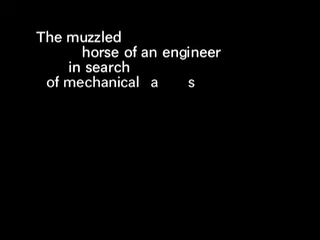 The muzzled
horse of an engineer
in search
of mechanical a s